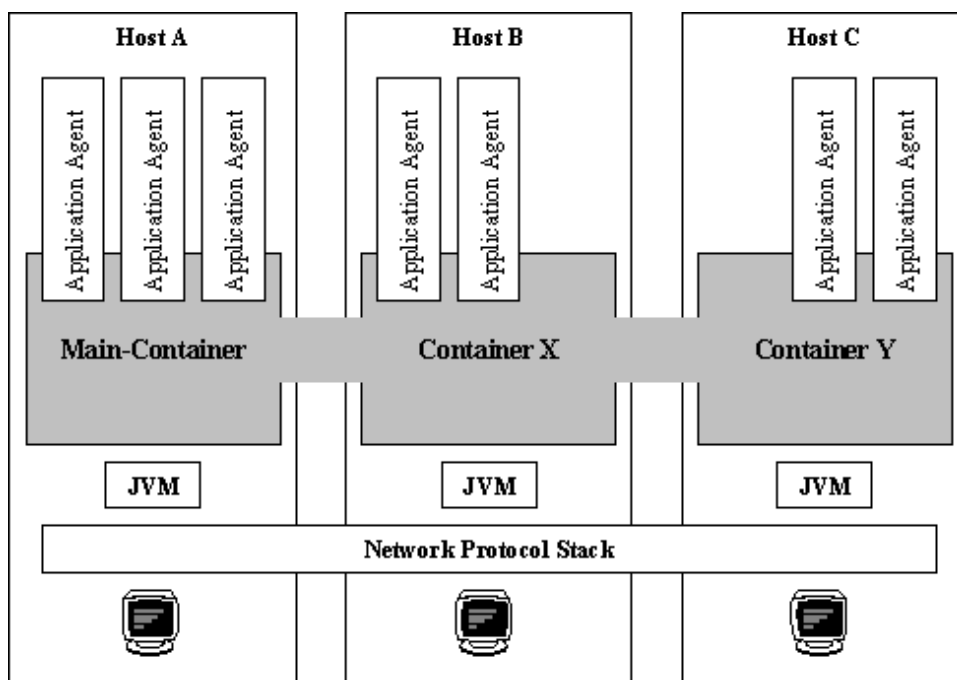 Host A
Host B
Host C
Application Agent
Application Agent
Application Agent
Application Agent
Application Agent
Application Agent
Application Agent
Main-Container
Container X
Container Y
JVM
JVM
JVM
Network Protocol Stack